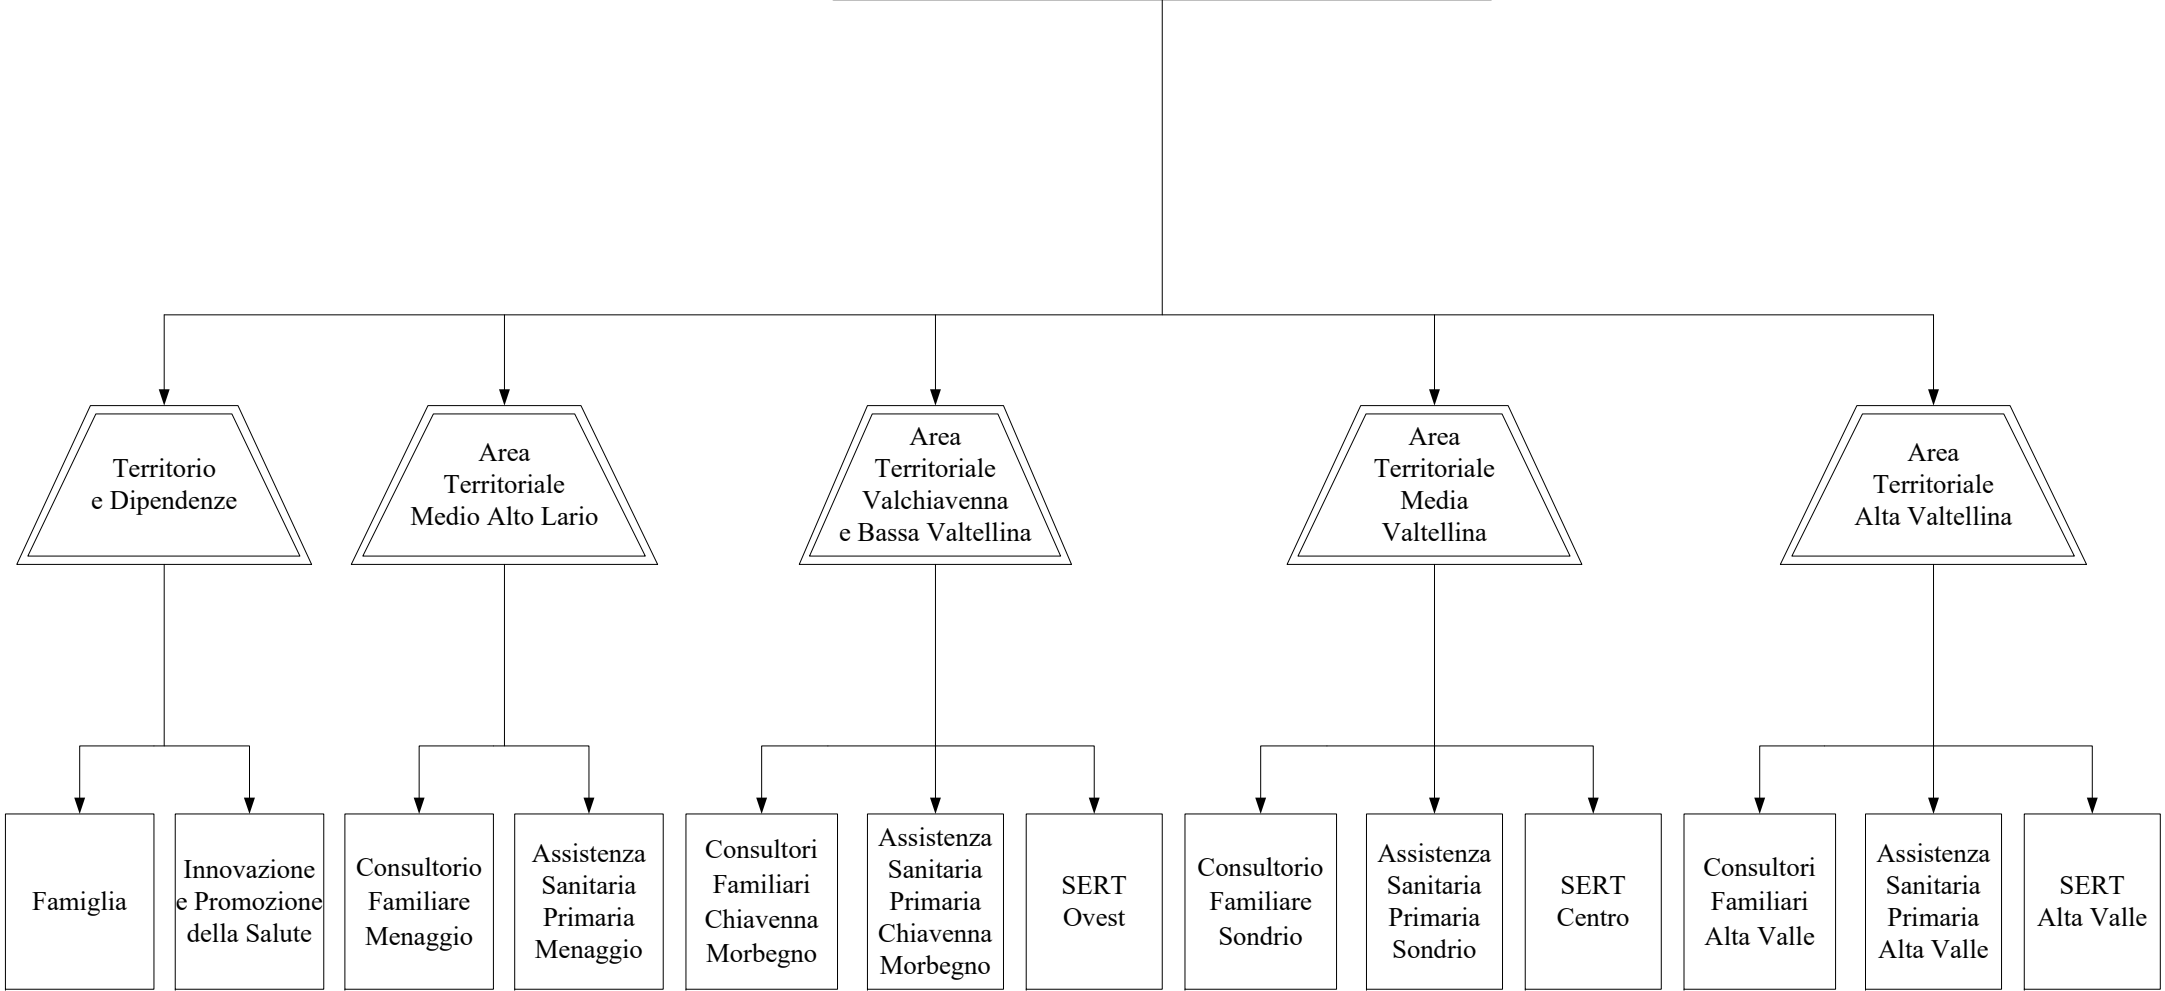 Territorio
e Dipendenze
Area
Territoriale
Medio Alto Lario
Area
Territoriale
Valchiavenna
e Bassa Valtellina
Area
Territoriale
Media
Valtellina
Area
Territoriale
Alta Valtellina
Famiglia
Innovazione
e Promozione
della Salute
Consultorio
Familiare
Menaggio
Assistenza
Sanitaria
Primaria
Menaggio
Consultori
Familiari
Chiavenna
Morbegno
Assistenza
Sanitaria
Primaria
Chiavenna
Morbegno
SERT
Ovest
Consultorio
Familiare
Sondrio
Assistenza
Sanitaria
Primaria
Sondrio
SERT
Centro
Consultori
Familiari
Alta Valle
Assistenza
Sanitaria
Primaria
Alta Valle
SERT
Alta Valle